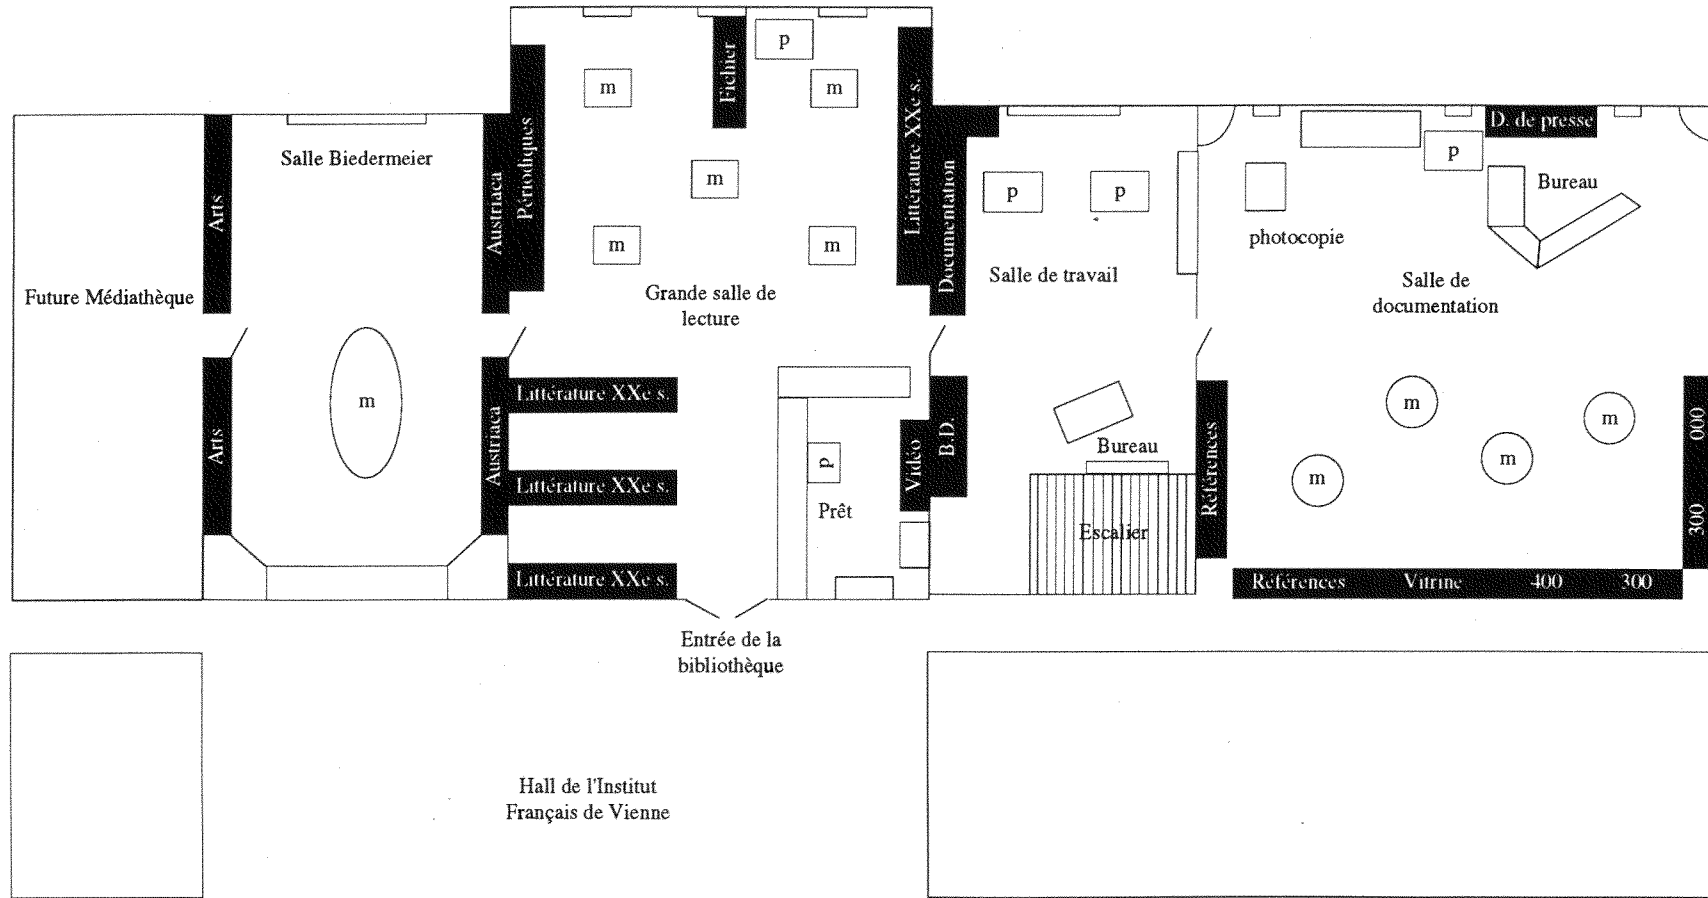 Fichier
p
m
m
Périodiques
Littérature XXe s.
m
m
m
Grande salle de
lecture
Salle Biedermeier
Arts
Austriaca
Future Médiathèque
m
Arts
Austriaca
Littérature XXe s.
Littérature XXe s.
Littérature XXe s.
p
Prêt
Vidéo
Entrée de la
bibliothèque
Documentation
p
p
Salle de travail
B.D.
Bureau
Escalier
Références
D. de presse
p
Bureau
photocopie
Salle de
documentation
m
m
m
m
000
300
Références Vitrine 400 300
Hall de l'Institut
Français de Vienne